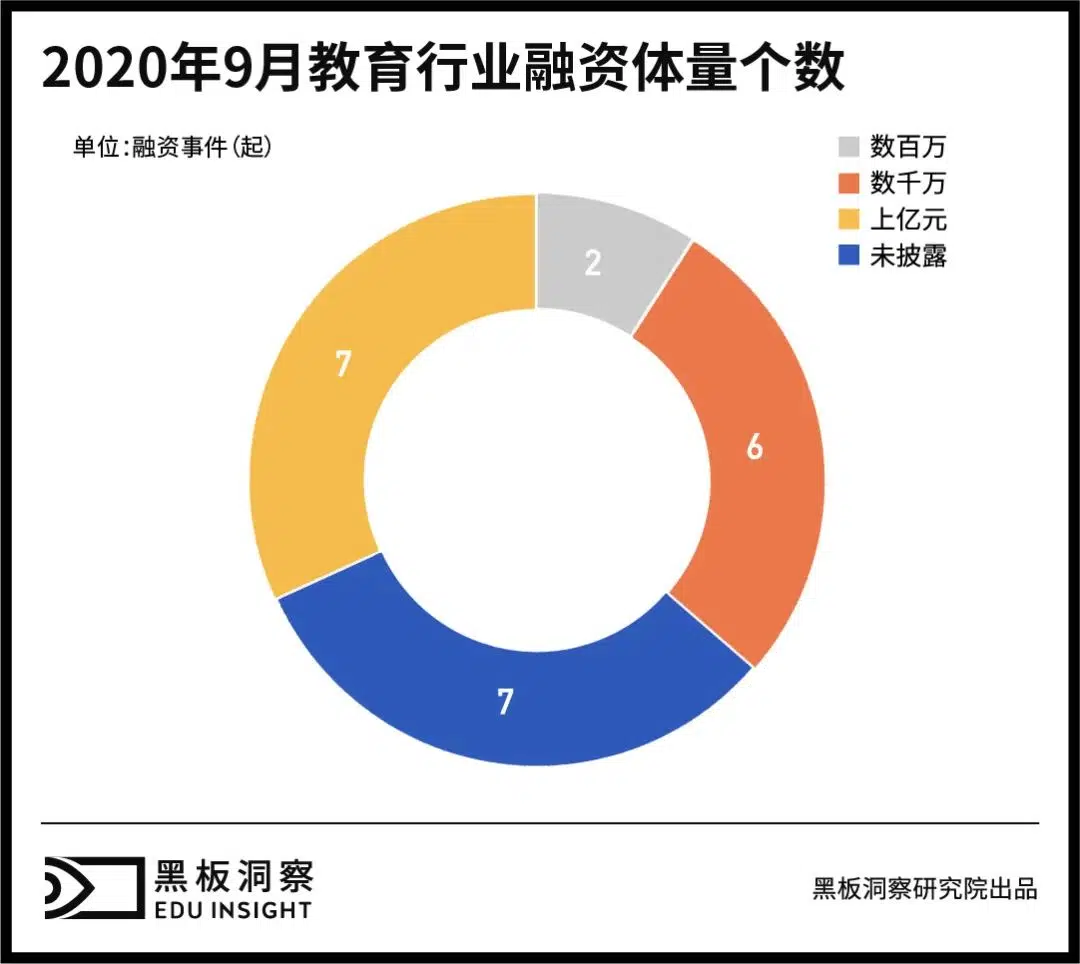 2020年9月教育行业融资体量个数
单位:融资事件(起)
数百万
数千万
上亿元
未披露
2
6
7
7
黑板洞察
EDU INSIGHT
黑板洞察研究院出品